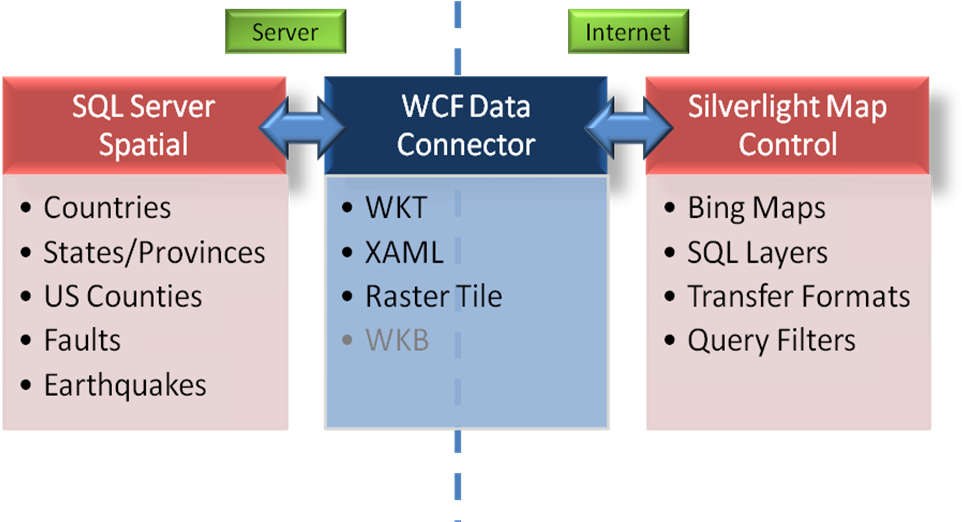 Server
Internet
SQL Server
Spatial
• Countries
• States/Provinces
• US Counties
• Faults
• Earthquakes
WCF Data
Connector
• WKT
• XAML
• Raster Tile
• WKB
Silverlight Map
Control
• Bing Maps
• SQL Layers
• Transfer Formats
• Query Filters